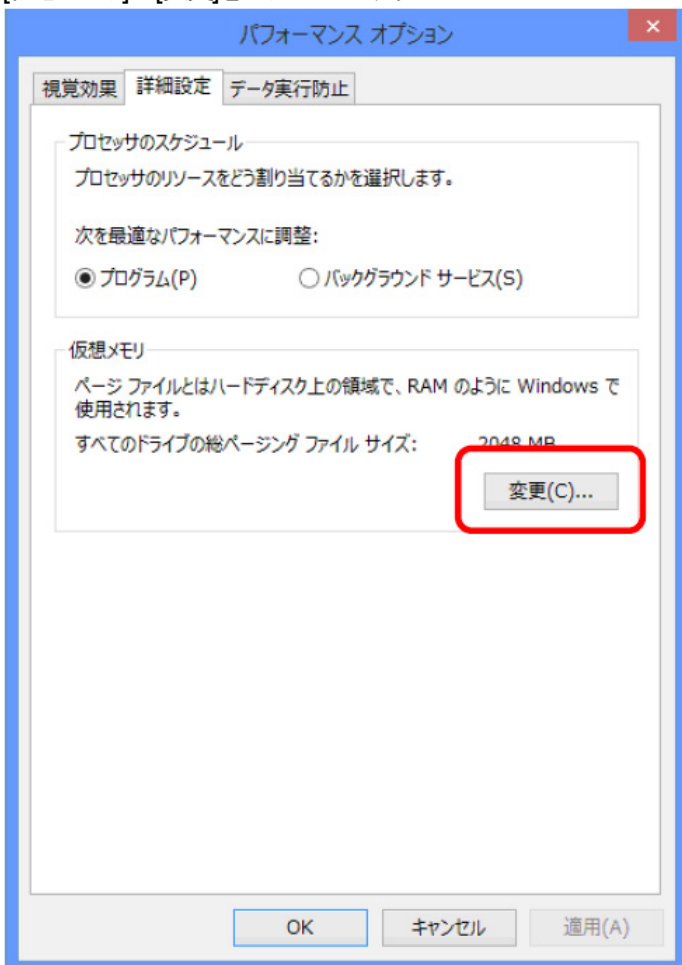 パフォーマンス オプション
視覚効果 詳細設定 データ実行防止
プロセッサのスケジュール
プロセッサのリソースをどう割り当てるかを選択します。
次を最適なパフォーマンスに調整:
プログラム(P) バックグラウンド サービス(S)
仮想メモリ
ページ ファイルとはハードディスク上の領域で、RAM のように Windows で
使用されます。
すべてのドライブの総ページング ファイル サイズ: 2048 MB
変更(C)...
OK キャンセル 適用(A)